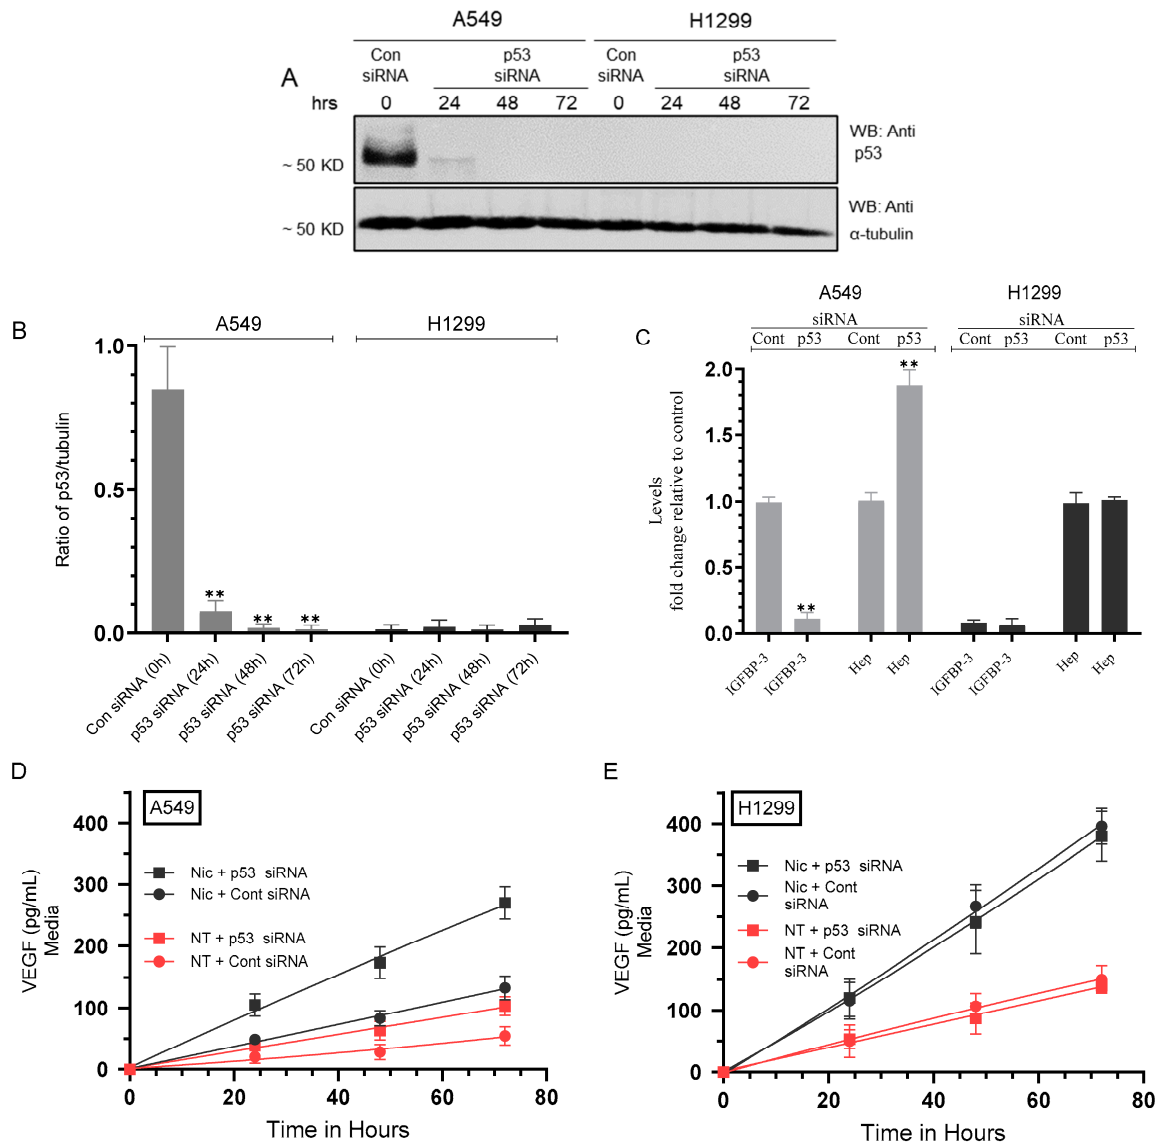 A549 H1299
Con siRNA p53 siRNA Con siRNA p53 siRNA
A
hrs 0 24 48 72 0 24 48 72
~ 50 KD WB: Anti p53
~ 50 KD WB: Anti α-tubulin
B
A549 H1299
Ratio of p53/tubulin
1.0
0.5
0.0
** ** **
Con siRNA (0h)
p53 siRNA (24h)
p53 siRNA (48h)
p53 siRNA (72h)
Con siRNA (0h)
p53 siRNA (24h)
p53 siRNA (48h)
p53 siRNA (72h)
C
A549 H1299
siRNA siRNA
Cont p53 Cont p53 Cont p53 Cont p53
Levels
fold change relative to control
2.0
1.5
1.0
0.5
0.0
**
**
IGFBP-3
IGFBP-3
Hep
Hep
IGFBP-3
IGFBP-3
Hep
Hep
D
A549
VEGF (pg/mL)
Media
400
300
200
100
0
Nic + p53 siRNA
Nic + Cont siRNA
NT + p53 siRNA
NT + Cont siRNA
0 20 40 60 80
Time in Hours
E
H1299
VEGF (pg/mL)
Media
400
300
200
100
0
Nic + p53 siRNA
Nic + Cont
siRNA
NT + p53 siRNA
NT + Cont
siRNA
0 20 40 60 80
Time in Hours